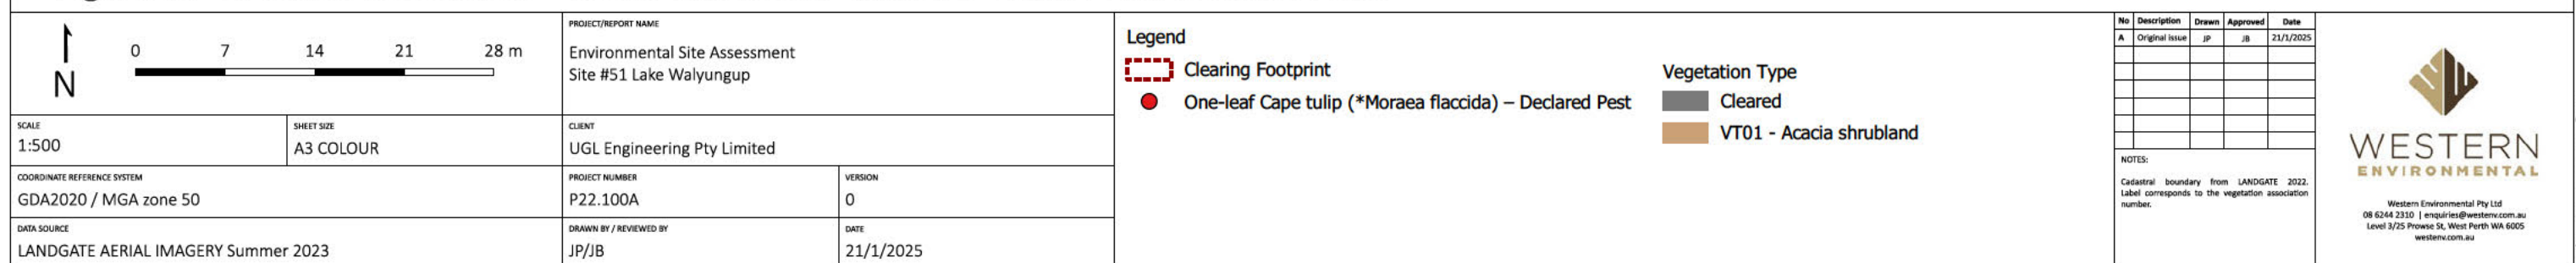 N
0 7 14 21 28 m
PROJECT/REPORT NAME
Environmental Site Assessment
Site #51 Lake Walyungup
SCALE
1:500
SHEET SIZE
A3 COLOUR
CLIENT
UGL Engineering Pty Limited
COORDINATE REFERENCE SYSTEM
GDA2020 / MGA zone 50
PROJECT NUMBER
P22.100A
VERSION
0
DATA SOURCE
LANDGATE AERIAL IMAGERY Summer 2023
DRAWN BY / REVIEWED BY
JP/JB
DATE
21/1/2025
Legend
Clearing Footprint
One-leaf Cape tulip (*Moraea flaccida) – Declared Pest
Vegetation Type
Cleared
VT01 - Acacia shrubland
No Description Drawn Approved Date
A Original issue JP JB 21/1/2025
NOTES:
Cadastral boundary from LANDGATE 2022.
Label corresponds to the vegetation association
number.
WESTERN
ENVIRONMENTAL
Western Environmental Pty Ltd
08 6244 2310 | enquiries@westenv.com.au
Level 3/25 Prowse St, West Perth WA 6005
westenv.com.au